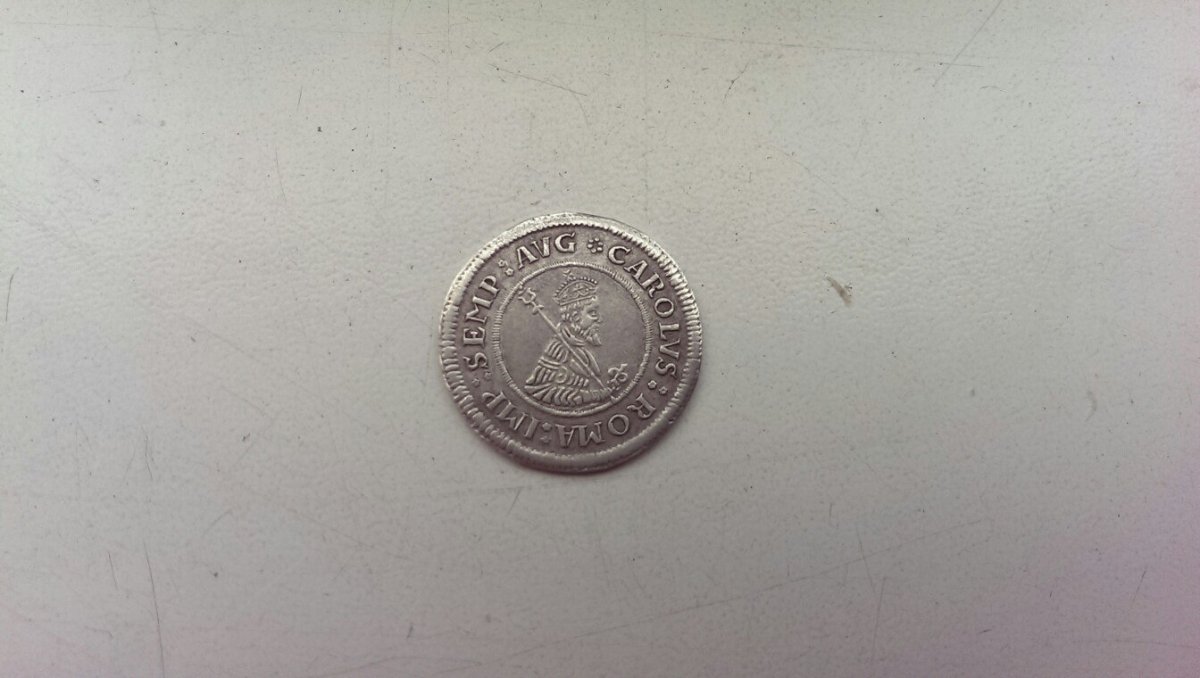 CAROLVS : ROMA : IMP : SEMP : AVG